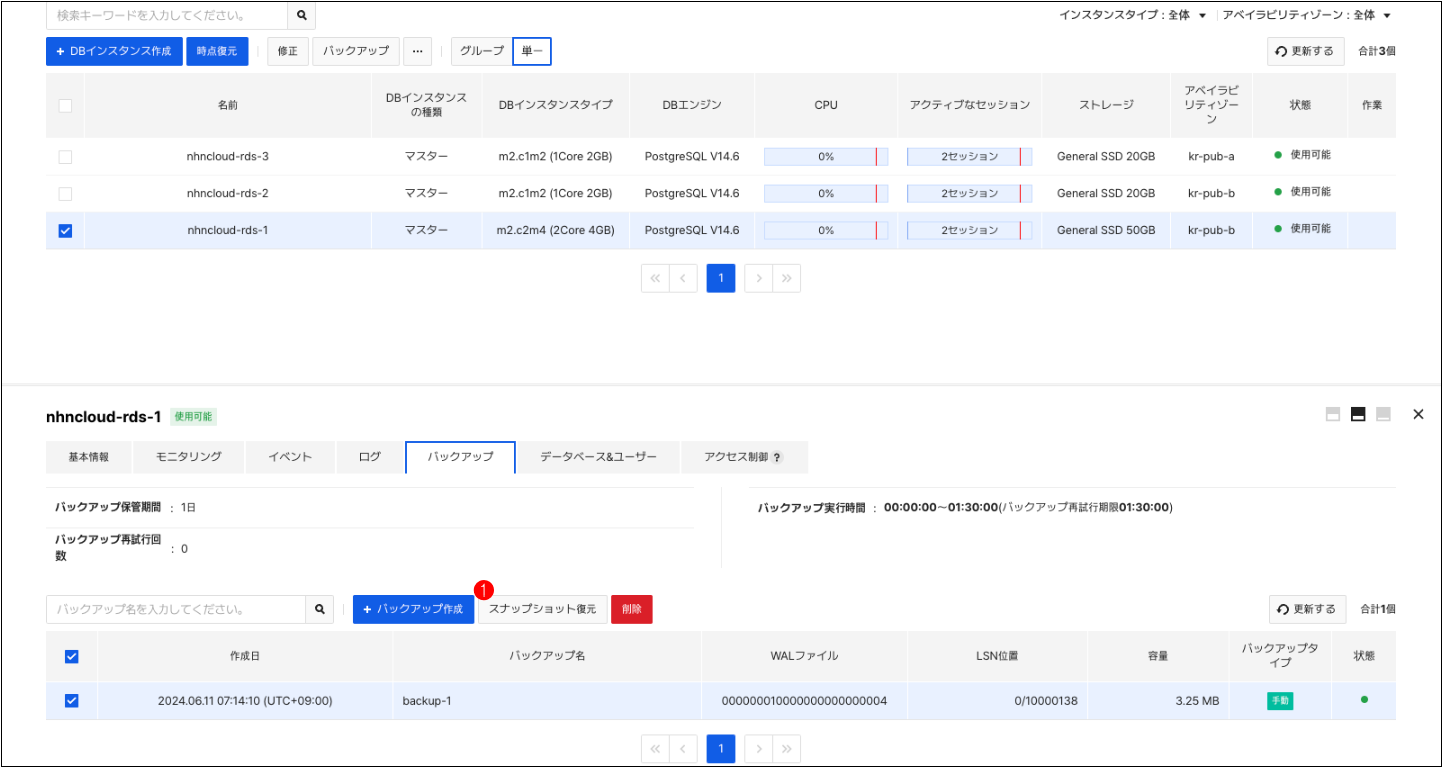 検索キーワードを入力してください。
インスタンスタイプ : 全体 アベイラビリティゾーン : 全体
+ DBインスタンス作成 時点復元 修正 バックアップ ... グループ 単一 更新する 合計3個
名前 DBインスタンスの種類 DBインスタンスタイプ DBエンジン CPU アクティブなセッション ストレージ アベイラビリティゾーン 状態 作業
nhncloud-rds-3 マスター m2.c1m2 (1Core 2GB) PostgreSQL V14.6 0% 2セッション General SSD 20GB kr-pub-a 使用可能
nhncloud-rds-2 マスター m2.c1m2 (1Core 2GB) PostgreSQL V14.6 0% 2セッション General SSD 20GB kr-pub-b 使用可能
nhncloud-rds-1 マスター m2.c2m4 (2Core 4GB) PostgreSQL V14.6 0% 2セッション General SSD 50GB kr-pub-b 使用可能
« ‹ 1 › »
nhncloud-rds-1 使用可能
基本情報 モニタリング イベント ログ バックアップ データベース&ユーザー アクセス制御 ?
バックアップ保管期間 : 1日
バックアップ実行時間 : 00:00:00～01:30:00(バックアップ再試行期限01:30:00)
バックアップ再試行回数 : 0
1
バックアップ名を入力してください。 + バックアップ作成 スナップショット復元 削除 更新する 合計1個
作成日 バックアップ名 WALファイル LSN位置 容量 バックアップタイプ 状態
2024.06.11 07:14:10 (UTC+09:00) backup-1 000000010000000000000004 0/10000138 3.25 MB 手動
« ‹ 1 › »